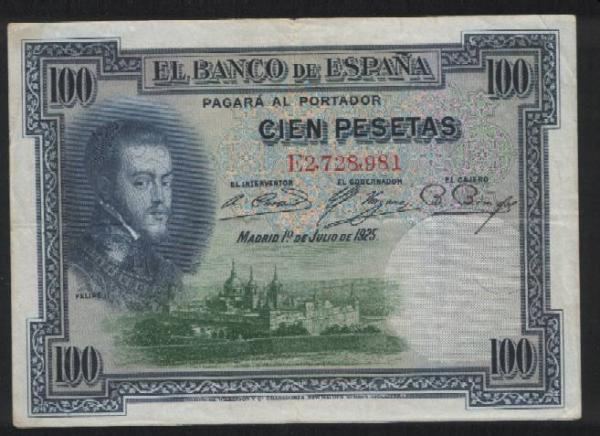 100 EL BANCO DE ESPAÑA 100
PAGARÁ AL PORTADOR
CIEN PESETAS
E2,728,981
EL INTERVENTOR EL GOBERNADOR EL CAJERO
MADRID 1º DE JULIO DE 1925
FELIPE
100 100